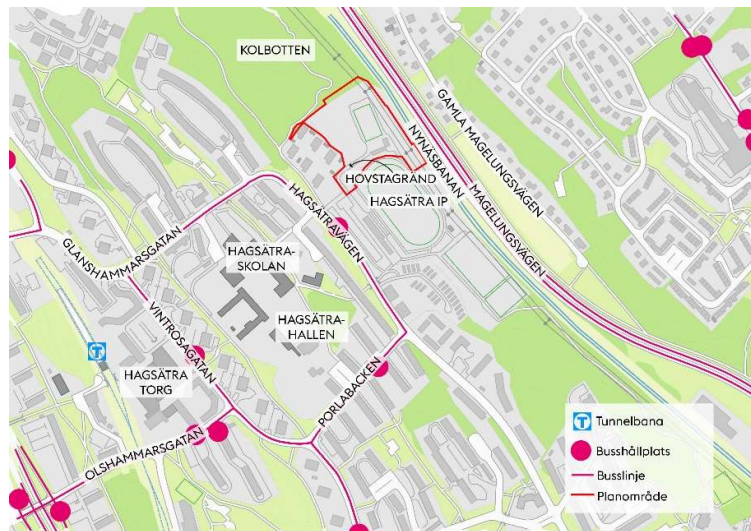 KOLBOTTEN
GAMLA MAGELUNGSVÄGEN
NYNÄSBANAN
MAGELUNGSVÄGEN
HOVSTAGRÄND
HAGSÄTRA IP
HAGSÄTRAVÄGEN
GLANSHAMMARSGATAN
HAGSÄTRA-
SKOLAN
HAGSÄTRA-
HALLEN
VINTROSAGATAN
T
HAGSÄTRA
TORG
PORLABACKEN
OLSHAMMARSGATAN
T Tunnelbana
Busshållplats
Busslinje
Planområde